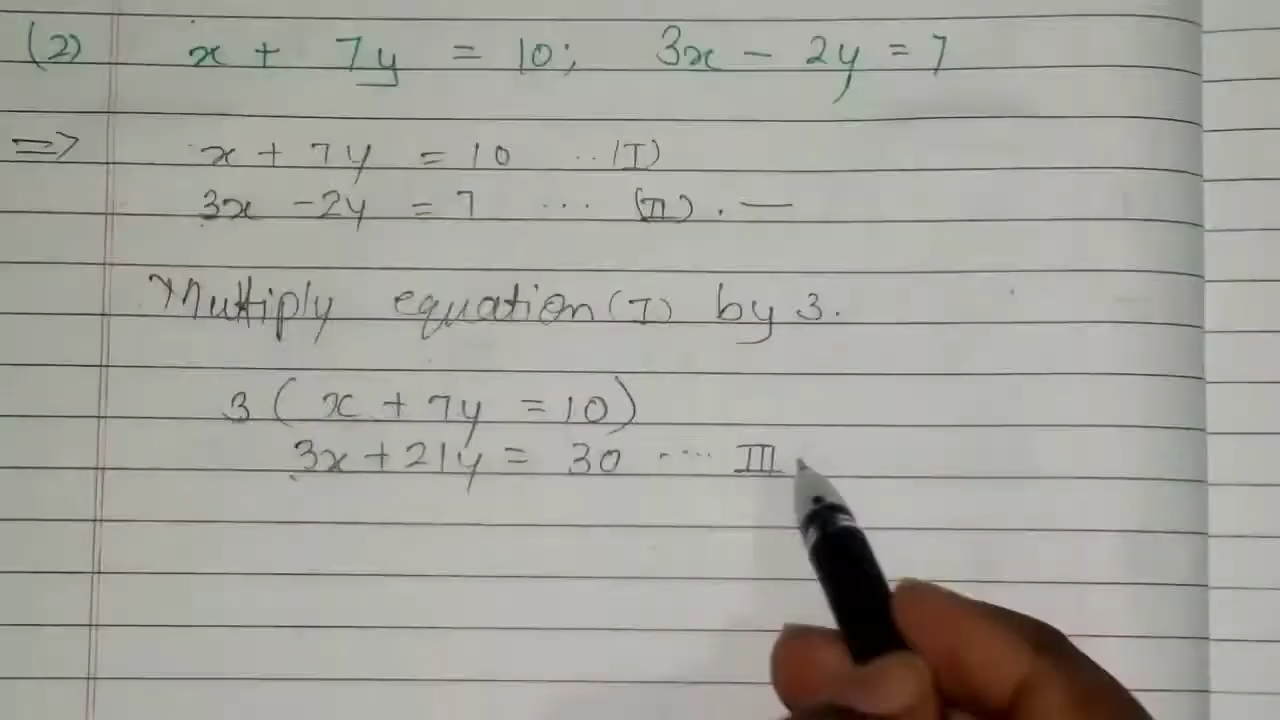 (2) x + 7y = 10; 3x - 2y = 7
=> x + 7y = 10 ..(I)
3x - 2y = 7 ... (II). —
Multiply equation (I) by 3.
3 ( x + 7y = 10)
3x + 21y = 30 .... III